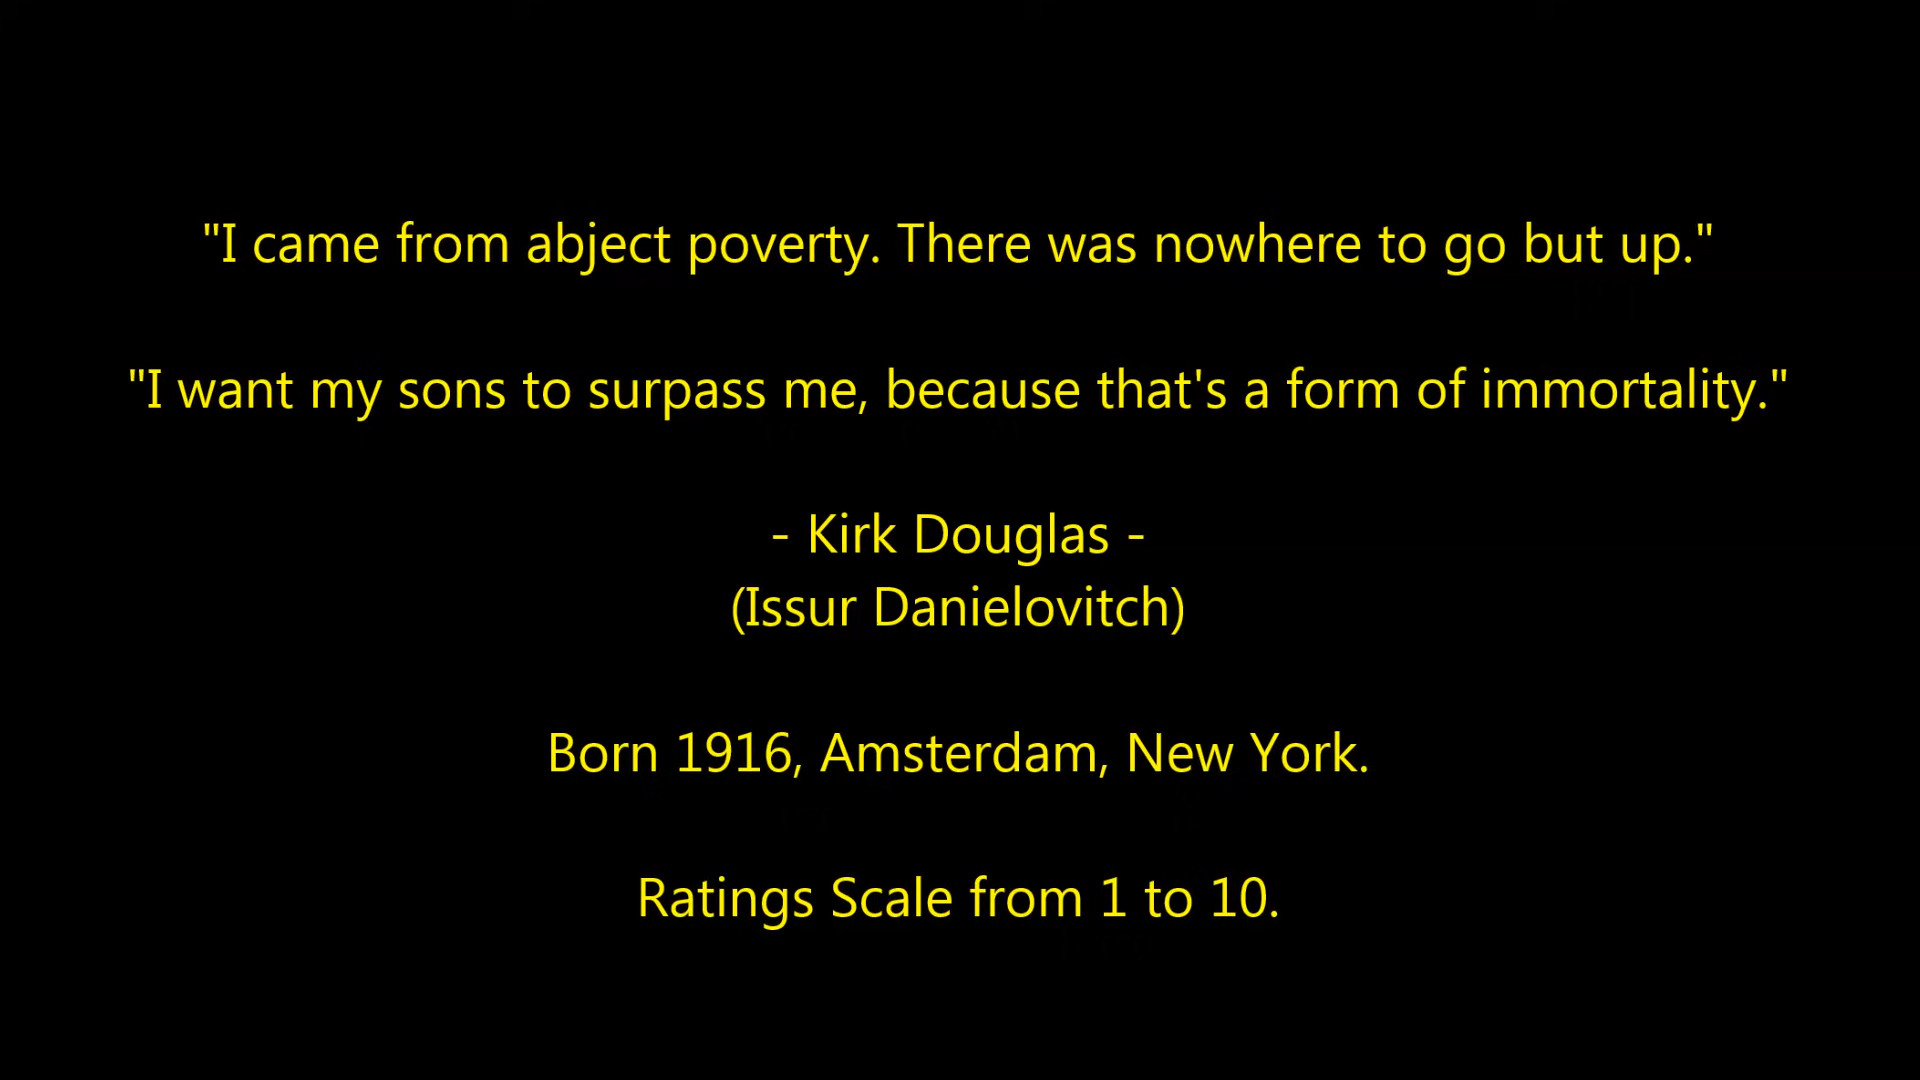 "I came from abject poverty. There was nowhere to go but up."
"I want my sons to surpass me, because that's a form of immortality."
- Kirk Douglas -
(Issur Danielovitch)
Born 1916, Amsterdam, New York.
Ratings Scale from 1 to 10.